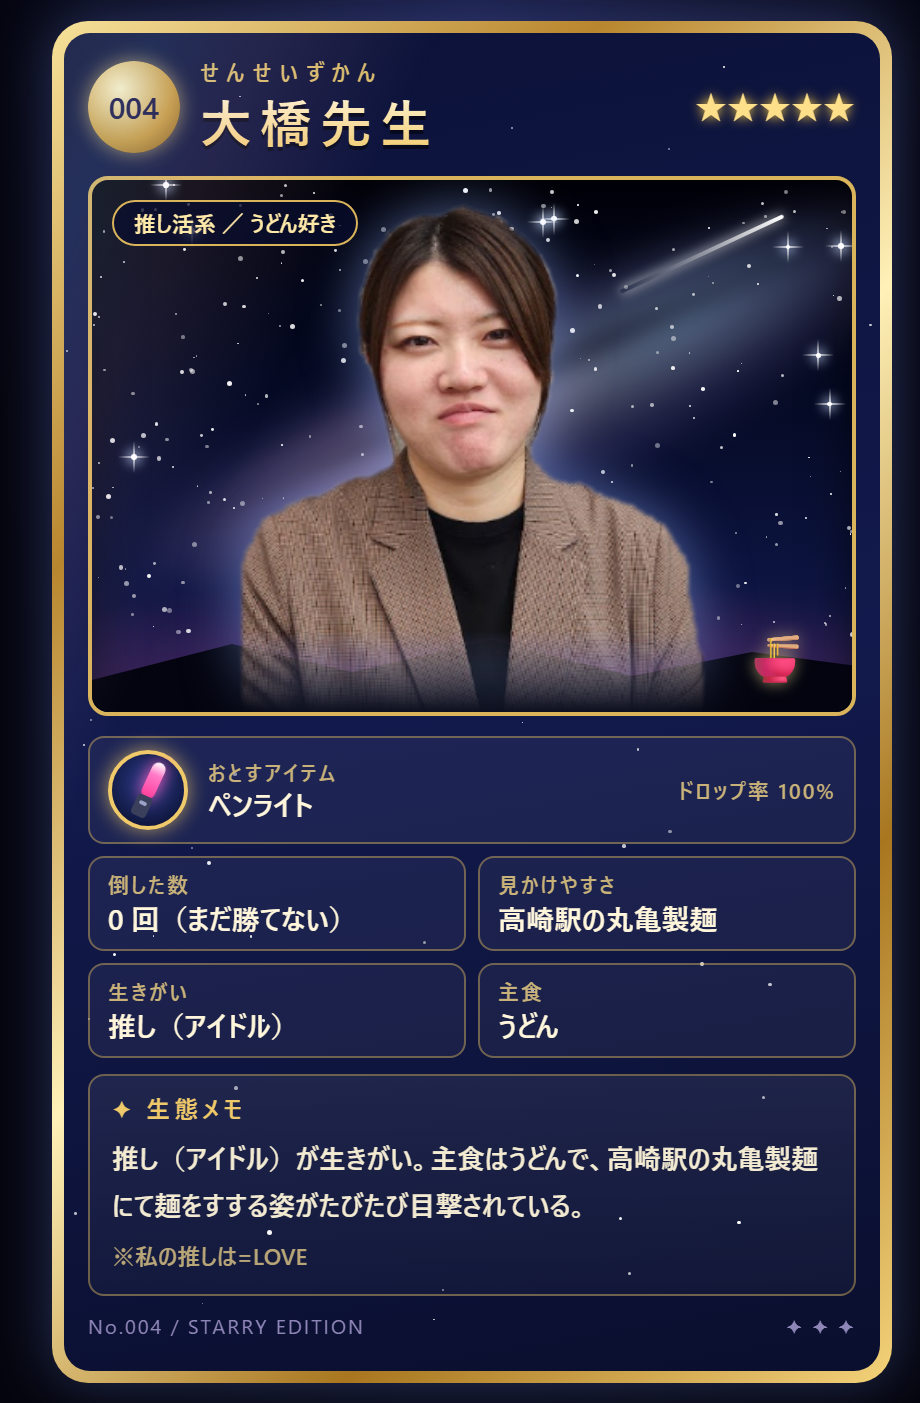 004
せんせいずかん
大橋先生
★★★★★
推し活系 ／ うどん好き
おとすアイテム
ペンライト
ドロップ率 100%
倒した数
0 回（まだ勝てない）
見かけやすさ
高崎駅の丸亀製麺
生きがい
推し（アイドル）
主食
うどん
✦ 生態メモ
推し（アイドル）が生きがい。主食はうどんで、高崎駅の丸亀製麺
にて麺をすする姿がたびたび目撃されている。
※私の推しは=LOVE
No.004 / STARRY EDITION
✦ ✦ ✦